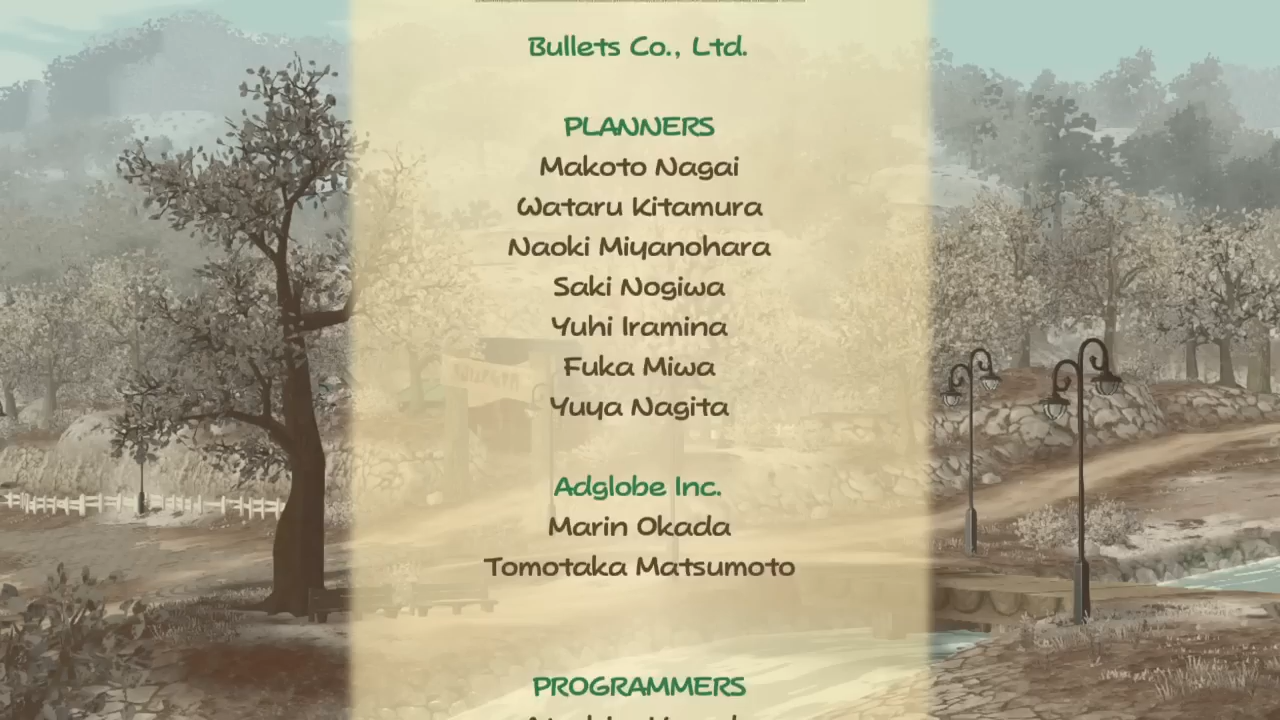 Bullets Co., Ltd.
PLANNERS
Makoto Nagai
Wataru Kitamura
Naoki Miyanohara
Saki Nogiwa
Yuhi Iramina
Fuka Miwa
Yuya Nagita
Adglobe Inc.
Marin Okada
Tomotaka Matsumoto
PROGRAMMERS